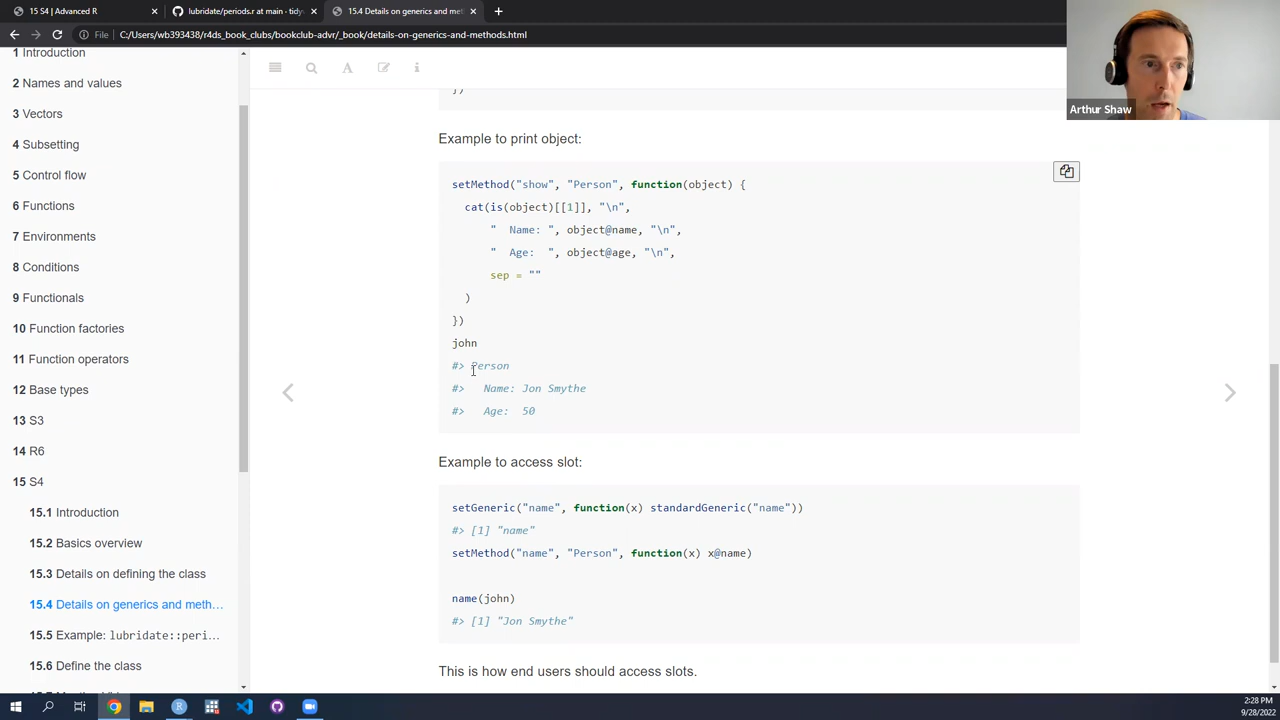 15 S4 | Advanced R
lubridate/periods.r at main · tidy
15.4 Details on generics and met
File
C:/Users/wb393438/r4ds_book_clubs/bookclub-advr/_book/details-on-generics-and-methods.html
Arthur Shaw
1 Introduction
2 Names and values
3 Vectors
4 Subsetting
5 Control flow
6 Functions
7 Environments
8 Conditions
9 Functionals
10 Function factories
11 Function operators
12 Base types
13 S3
14 R6
15 S4
15.1 Introduction
15.2 Basics overview
15.3 Details on defining the class
15.4 Details on generics and meth...
15.5 Example: lubridate::peri...
15.6 Define the class
})
Example to print object:
setMethod("show", "Person", function(object) {
cat(is(object)[[1]], "\n",
"  Name: ", object@name, "\n",
"  Age:  ", object@age, "\n",
sep = ""
)
})
john
#> Person
#>   Name: Jon Smythe
#>   Age:  50
Example to access slot:
setGeneric("name", function(x) standardGeneric("name"))
#> [1] "name"
setMethod("name", "Person", function(x) x@name)
name(john)
#> [1] "Jon Smythe"
This is how end users should access slots.
2:28 PM
9/28/2022